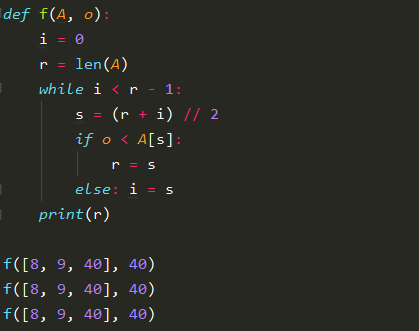 def f(A, o):
    i = 0
    r = len(A)
    while i < r - 1:
        s = (r + i) // 2
        if o < A[s]:
            r = s
        else: i = s
    print(r)

f([8, 9, 40], 40)
f([8, 9, 40], 40)
f([8, 9, 40], 40)